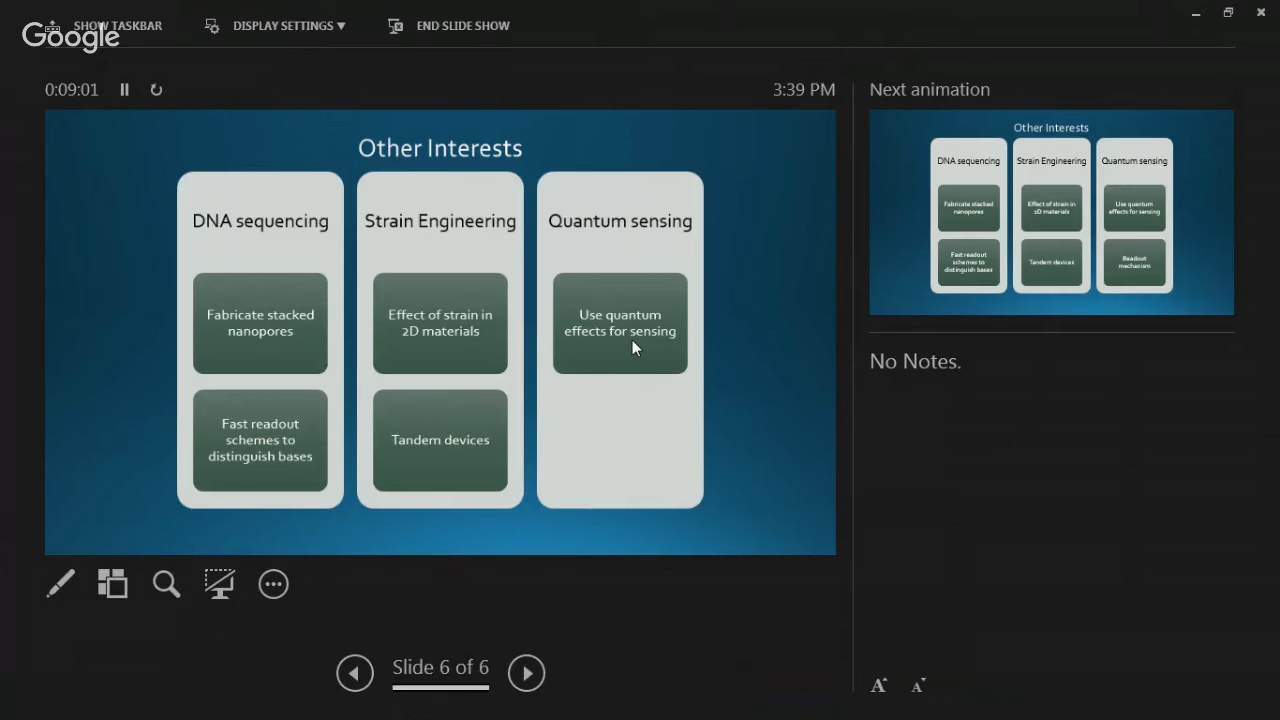 SHOW TASKBAR
DISPLAY SETTINGS ▼
END SLIDE SHOW
Google
0:09:01
3:39 PM
Other Interests
DNA sequencing
Fabricate stacked
nanopores
Fast readout
schemes to
distinguish bases
Strain Engineering
Effect of strain in
2D materials
Tandem devices
Quantum sensing
Use quantum
effects for sensing
Next animation
Other Interests
DNA sequencing
Fabricate stacked
nanopores
Fast readout
schemes to
distinguish bases
Strain Engineering
Effect of strain in
2D materials
Tandem devices
Quantum sensing
Use quantum
effects for sensing
Readout
mechanism
No Notes.
Slide 6 of 6
A A